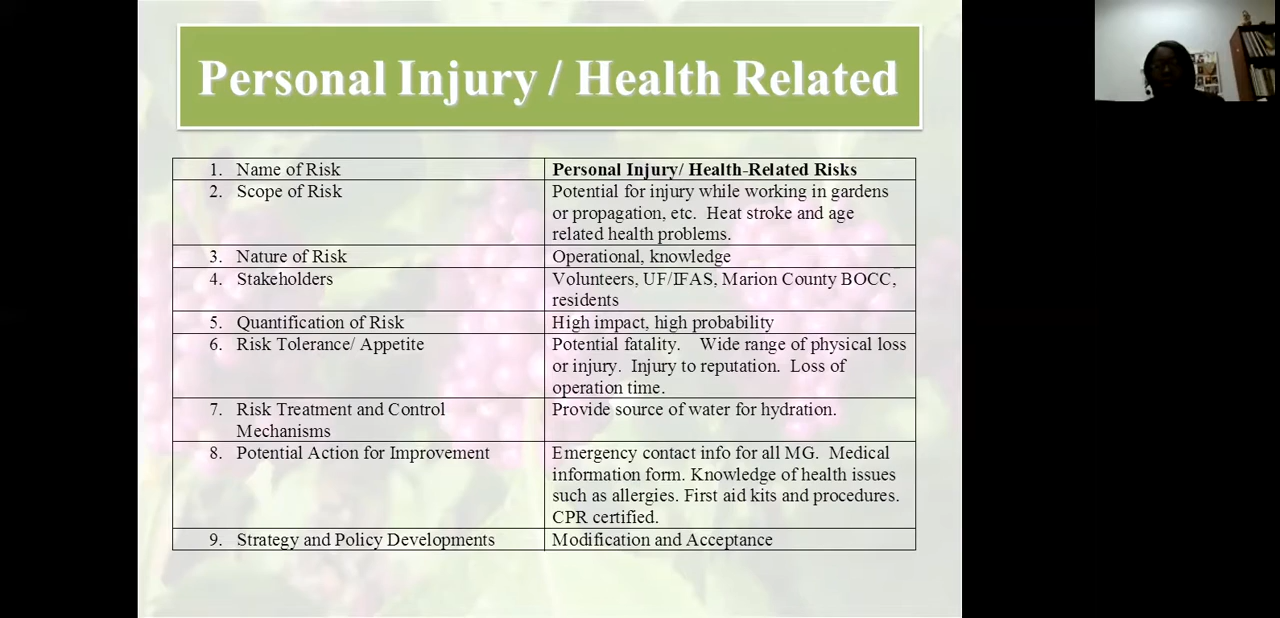 Personal Injury / Health Related
1. Name of Risk
Personal Injury/ Health-Related Risks
2. Scope of Risk
Potential for injury while working in gardens
or propagation, etc. Heat stroke and age
related health problems.
3. Nature of Risk
Operational, knowledge
4. Stakeholders
Volunteers, UF/IFAS, Marion County BOCC,
residents
5. Quantification of Risk
High impact, high probability
6. Risk Tolerance/ Appetite
Potential fatality. Wide range of physical loss
or injury. Injury to reputation. Loss of
operation time.
7. Risk Treatment and Control
Mechanisms
Provide source of water for hydration.
8. Potential Action for Improvement
Emergency contact info for all MG. Medical
information form. Knowledge of health issues
such as allergies. First aid kits and procedures.
CPR certified.
9. Strategy and Policy Developments
Modification and Acceptance